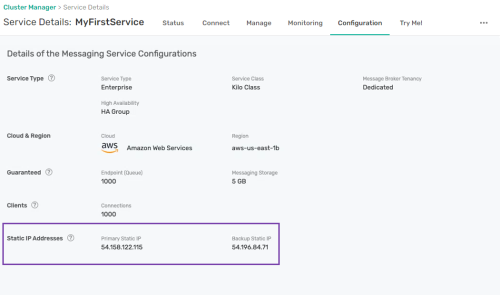 Cluster Manager > Service Details
Service Details: MyFirstService Status Connect Manage Monitoring Configuration Try Me! ···
Details of the Messaging Service Configurations
Service Type ? Service Type Service Class Message Broker Tenancy
Enterprise Kilo Class Dedicated
High Availability
HA Group
Cloud & Region Cloud Region
aws Amazon Web Services aws-us-east-1b
Guaranteed ? Endpoint (Queue) Messaging Storage
1000 5 GB
Clients ? Connections
1000
Static IP Addresses ? Primary Static IP Backup Static IP
54.158.122.115 54.196.84.71